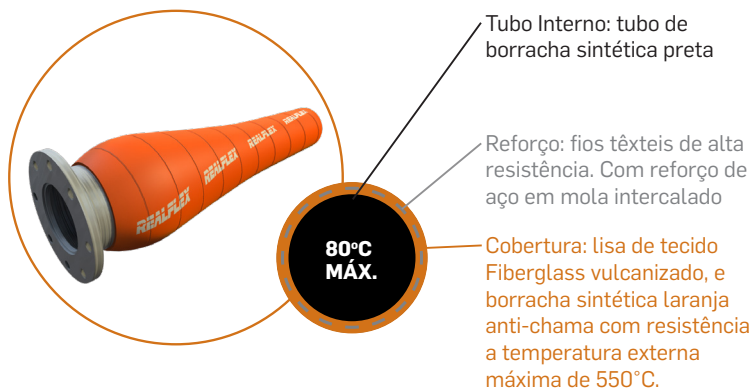 Tubo Interno: tubo de
borracha sintética preta
REALFLEX
REALFLEX
REALFLEX
REALFLEX
Reforço: fios têxteis de alta
resistência. Com reforço de
aço em mola intercalado
80ºC
MÁX.
Cobertura: lisa de tecido
Fiberglass vulcanizado, e
borracha sintética laranja
anti-chama com resistência
a temperatura externa
máxima de 550°C.